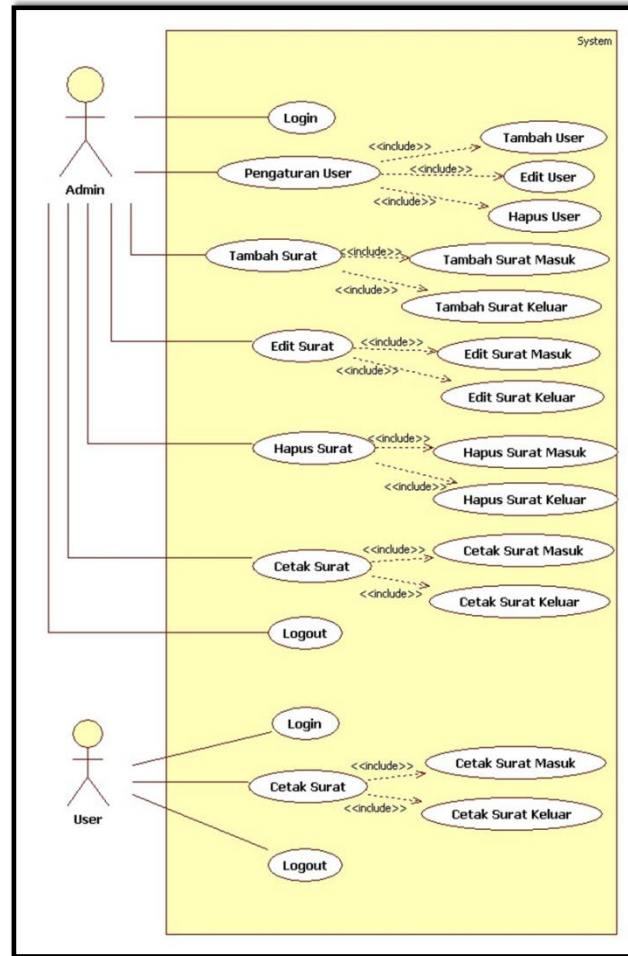 System
Login
<<include>>
Tambah User
Pengaturan User
<<include>>
Edit User
Admin
<<include>>
Hapus User
Tambah Surat
<<include>>
Tambah Surat Masuk
<<include>>
Tambah Surat Keluar
Edit Surat
<<include>>
Edit Surat Masuk
<<include>>
Edit Surat Keluar
Hapus Surat
<<include>>
Hapus Surat Masuk
<<include>>
Hapus Surat Keluar
Cetak Surat
<<include>>
Cetak Surat Masuk
<<include>>
Cetak Surat Keluar
Logout
Login
<<include>>
Cetak Surat Masuk
Cetak Surat
<<include>>
Cetak Surat Keluar
User
Logout